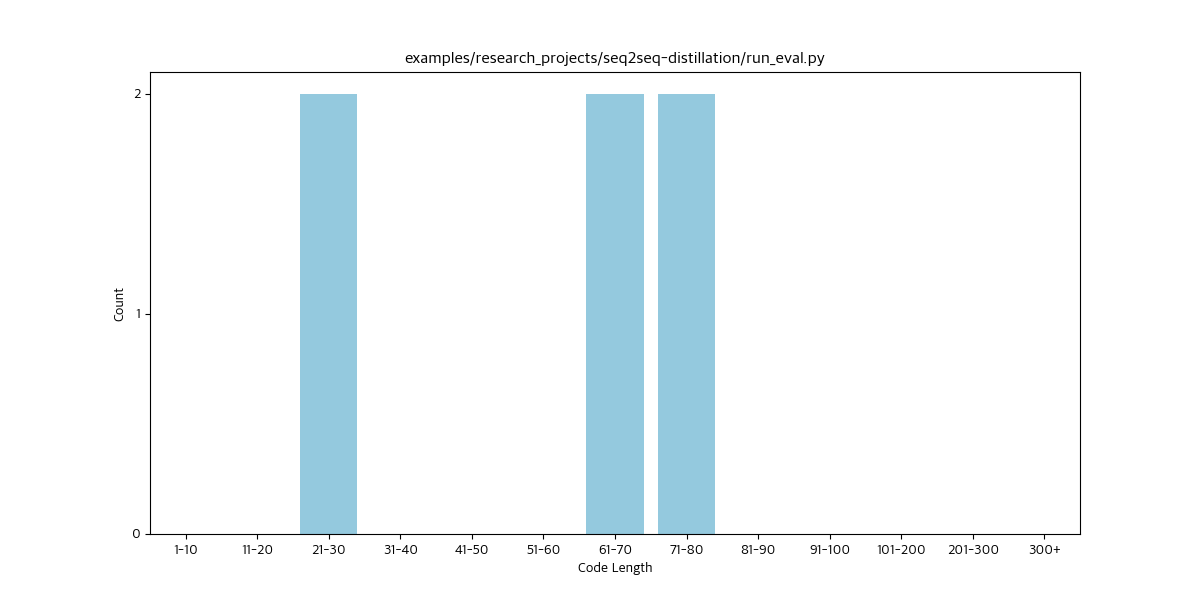 examples/research_projects/seq2seq-distillation/run_eval.py
2
1
0
Count
1-10 11-20 21-30 31-40 41-50 51-60 61-70 71-80 81-90 91-100 101-200 201-300 300+
Code Length